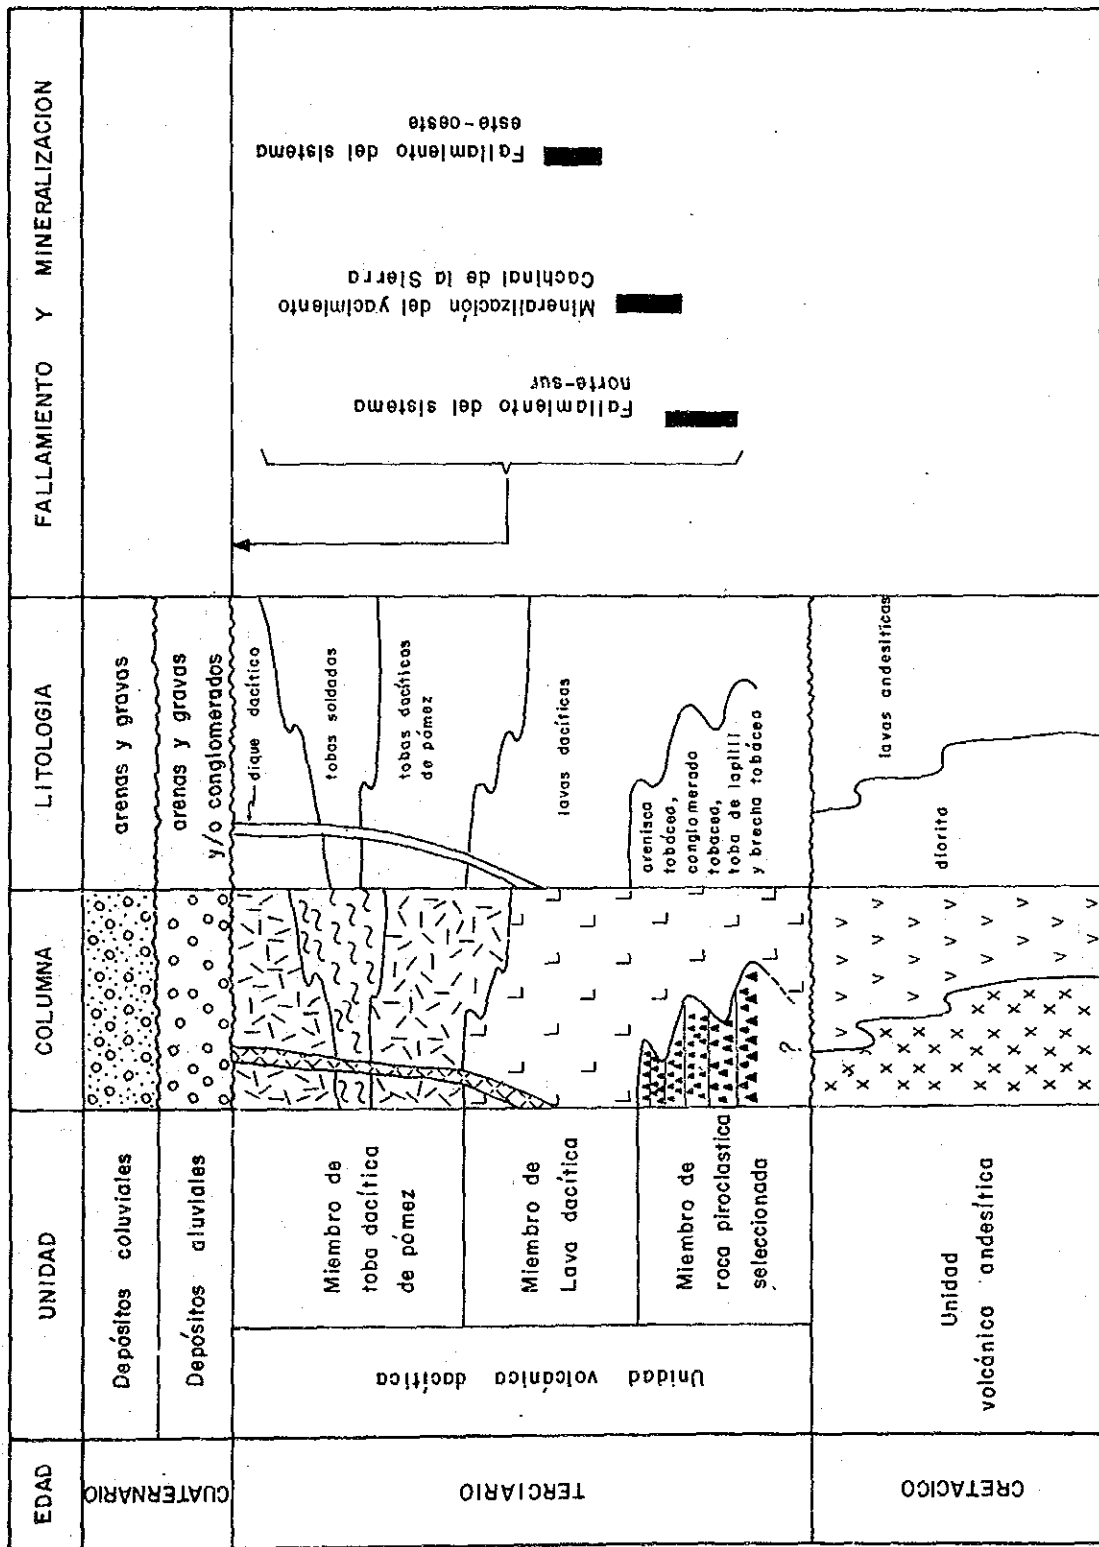 EDAD
UNIDAD
COLUMNA
LITOLOGIA
FALLAMIENTO Y MINERALIZACION
CUATERNARIO
Depósitos coluviales
arenas y gravas
Depósitos aluviales
arenas y gravas
y/o conglomerados
TERCIARIO
Unidad volcánica dacítica
Miembro de
toba dacítica
de pómez
dique dacítico
tobas soldadas
tobas dacíticas
de pómez
Miembro de
Lava dacítica
lavas dacíticas
Miembro de
roca piroclastica
seleccionada
arenisca
tobácea,
conglomerado
tobacea,
toba de lapilli
y brecha tobácea
?
Fallamiento del sistema
norte-sur
Mineralización del yacimiento
Cachinal de la Sierra
Fallamiento del sistema
este-oeste
CRETACICO
Unidad
volcánica andesítica
diorita
lavas andesíticas